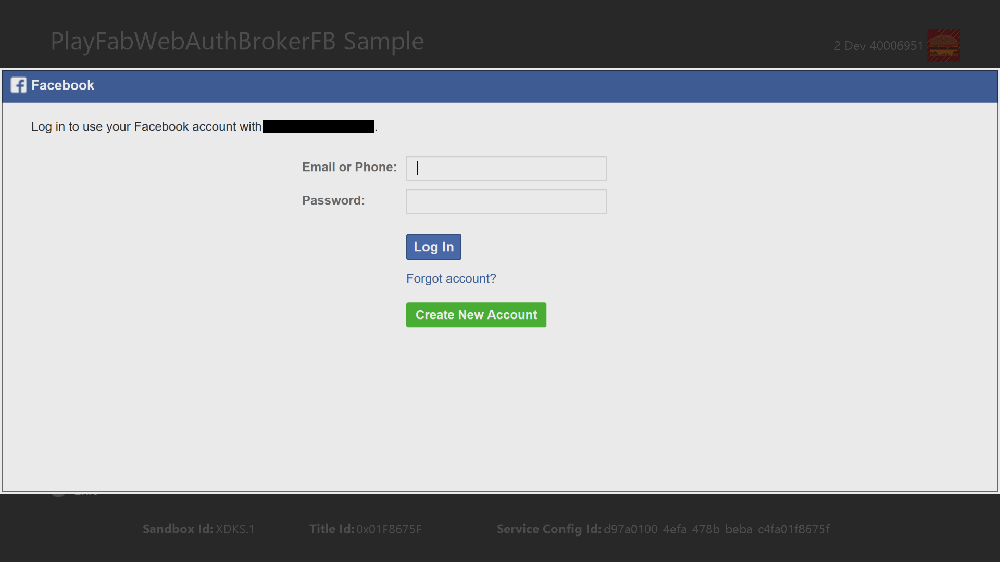 PlayFabWebAuthBrokerFB Sample
2 Dev 40006951
Facebook
Log in to use your Facebook account with .
Email or Phone:
Password:
Log In
Forgot account?
Create New Account
Sandbox Id: XDKS.1
Title Id: 0x01F8675F
Service Config Id: d97a0100-4efa-478b-beba-c4fa01f8675f